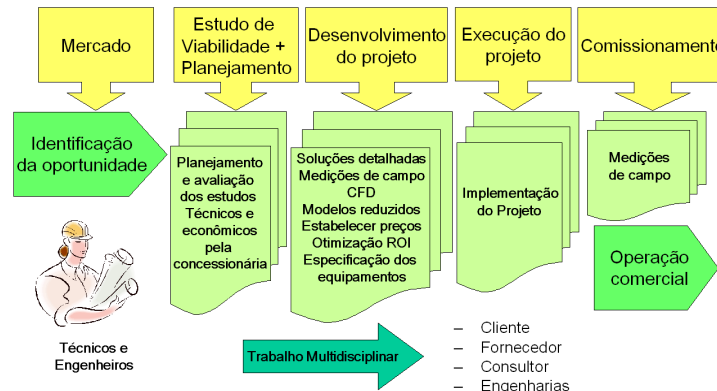 Mercado
Estudo de
Viabilidade +
Planejamento
Desenvolvimento
do projeto
Execução do
projeto
Comissionamento
Identificação
da oportunidade
Planejamento
e avaliação
dos estudos
Técnicos e
econômicos
pela
concessionária
Soluções detalhadas
Medições de campo
CFD
Modelos reduzidos
Estabelecer preços
Otimização ROI
Especificação dos
equipamentos
Implementação
do Projeto
Medições
de campo
Operação
comercial
Técnicos e
Engenheiros
Trabalho Multidisciplinar
– Cliente
– Fornecedor
– Consultor
– Engenharias